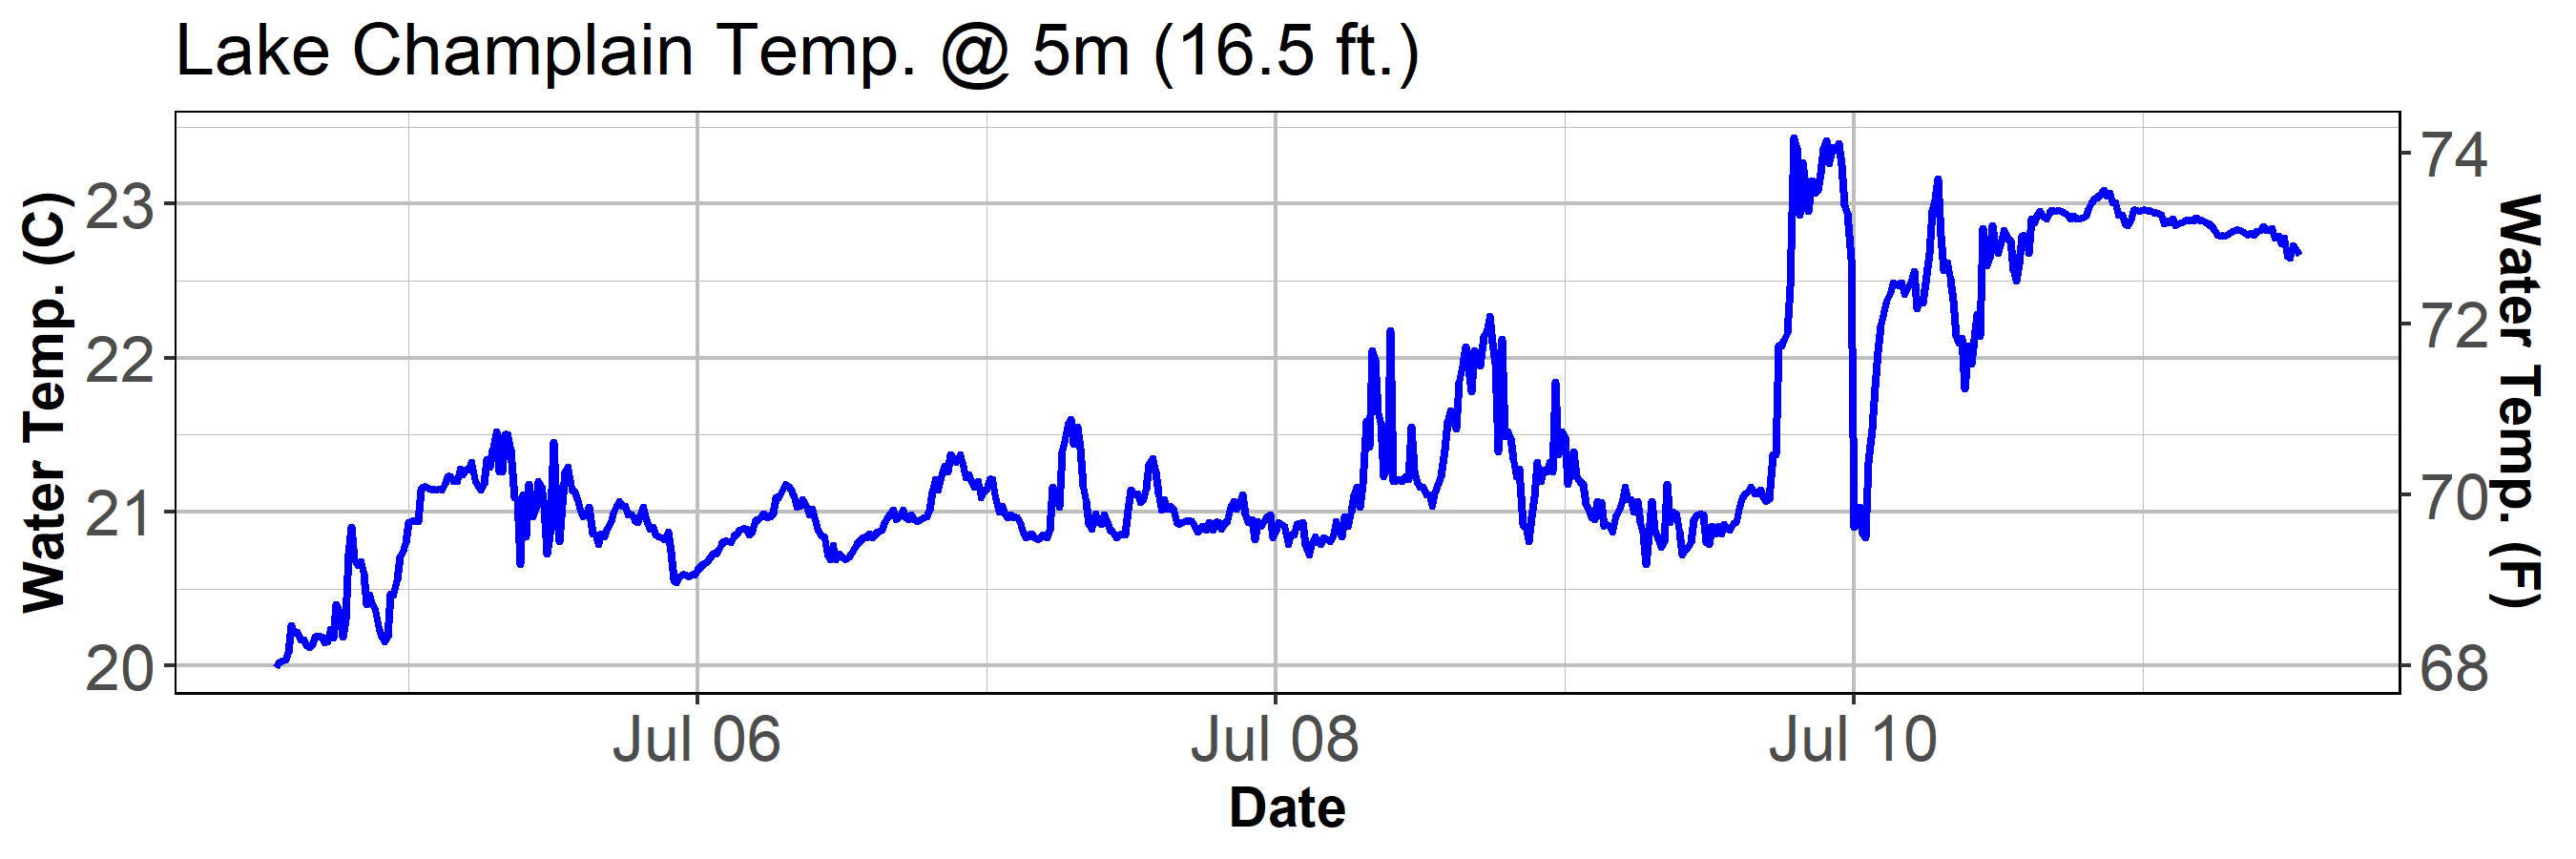 Lake Champlain Temp. @ 5m (16.5 ft.)
Water Temp. (C)
23
22
21
20
74
72
70
68
Water Temp. (F)
Jul 06
Jul 08
Jul 10
Date